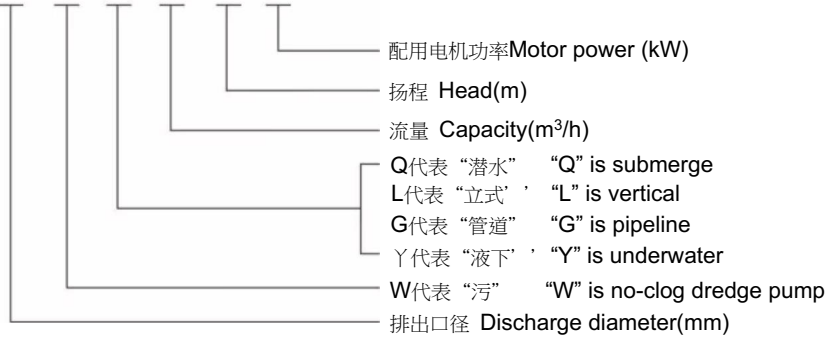 配用电机功率Motor power (kW)
扬程 Head(m)
流量 Capacity(m³/h)
Q代表“潜水” “Q” is submerge
L代表“立式’’ “L” is vertical
G代表“管道” “G” is pipeline
丫代表“液下’’ “Y” is underwater
W代表“污” “W” is no-clog dredge pump
排出口径 Discharge diameter(mm)